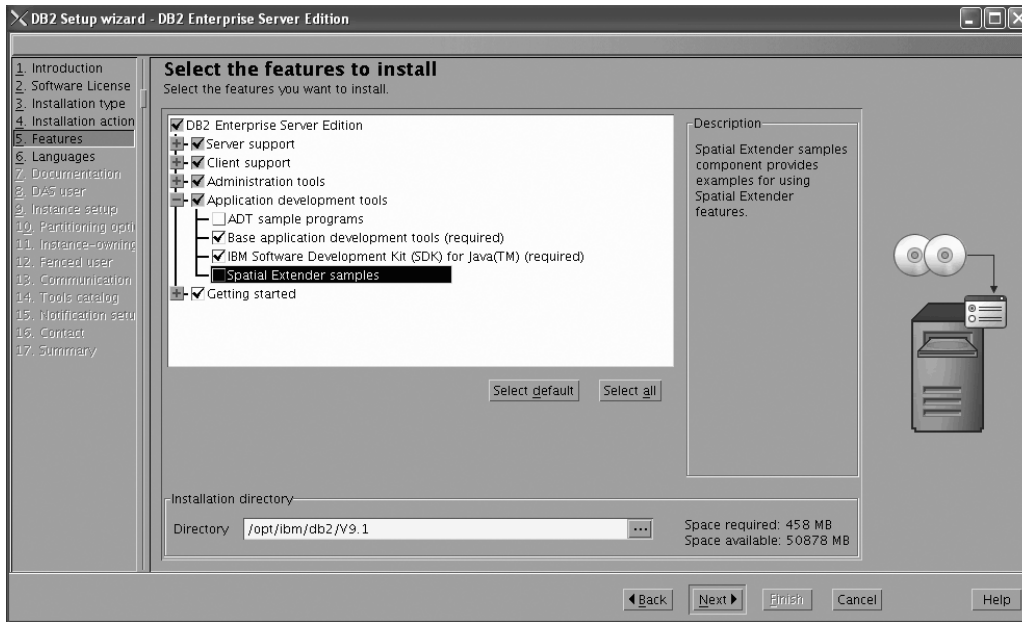 DB2 Setup wizard - DB2 Enterprise Server Edition
1. Introduction
2. Software License
3. Installation type
4. Installation action
5. Features
6. Languages
7. Documentation
8. DAS user
9. Instance setup
10. Partitioning opti
11. Instance-owning
12. Fenced user
13. Communication
14. Tools catalog
15. Notification setu
16. Contact
17. Summary
Select the features to install
Select the features you want to install.
DB2 Enterprise Server Edition
Server support
Client support
Administration tools
Application development tools
ADT sample programs
Base application development tools (required)
IBM Software Development Kit (SDK) for Java(TM) (required)
Spatial Extender samples
Getting started
Select default
Select all
Description
Spatial Extender samples
component provides
examples for using
Spatial Extender
features.
Installation directory
Directory
/opt/ibm/db2/V9.1
...
Space required: 458 MB
Space available: 50878 MB
Back
Next
Finish
Cancel
Help